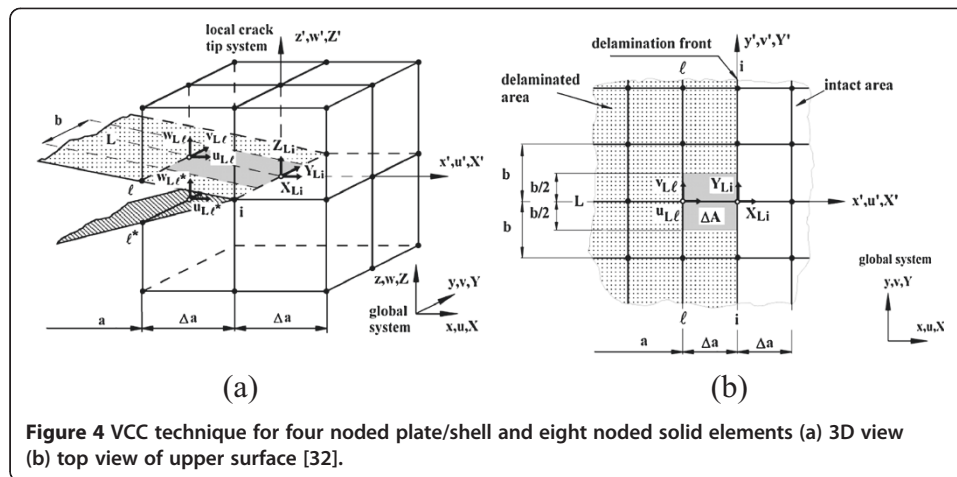 local crack
tip system
z',w',Z'
b
L
w_Lℓ
v_Lℓ
u_Lℓ
Z_Li
Y_Li
X_Li
x',u',X'
ℓ
w_Lℓ*
u_Lℓ*
i
ℓ*
z,w,Z
y,v,Y
x,u,X
global
system
a
Δa
Δa
(a)
delamination front
y',v',Y'
delaminated
area
ℓ
i
intact area
b
b/2
b/2
b
L
v_Lℓ
Y_Li
u_Lℓ
ΔA
X_Li
x',u',X'
global system
y,v,Y
x,u,X
ℓ
i
a
Δa
Δa
(b)
Figure 4 VCC technique for four noded plate/shell and eight noded solid elements (a) 3D view
(b) top view of upper surface [32].